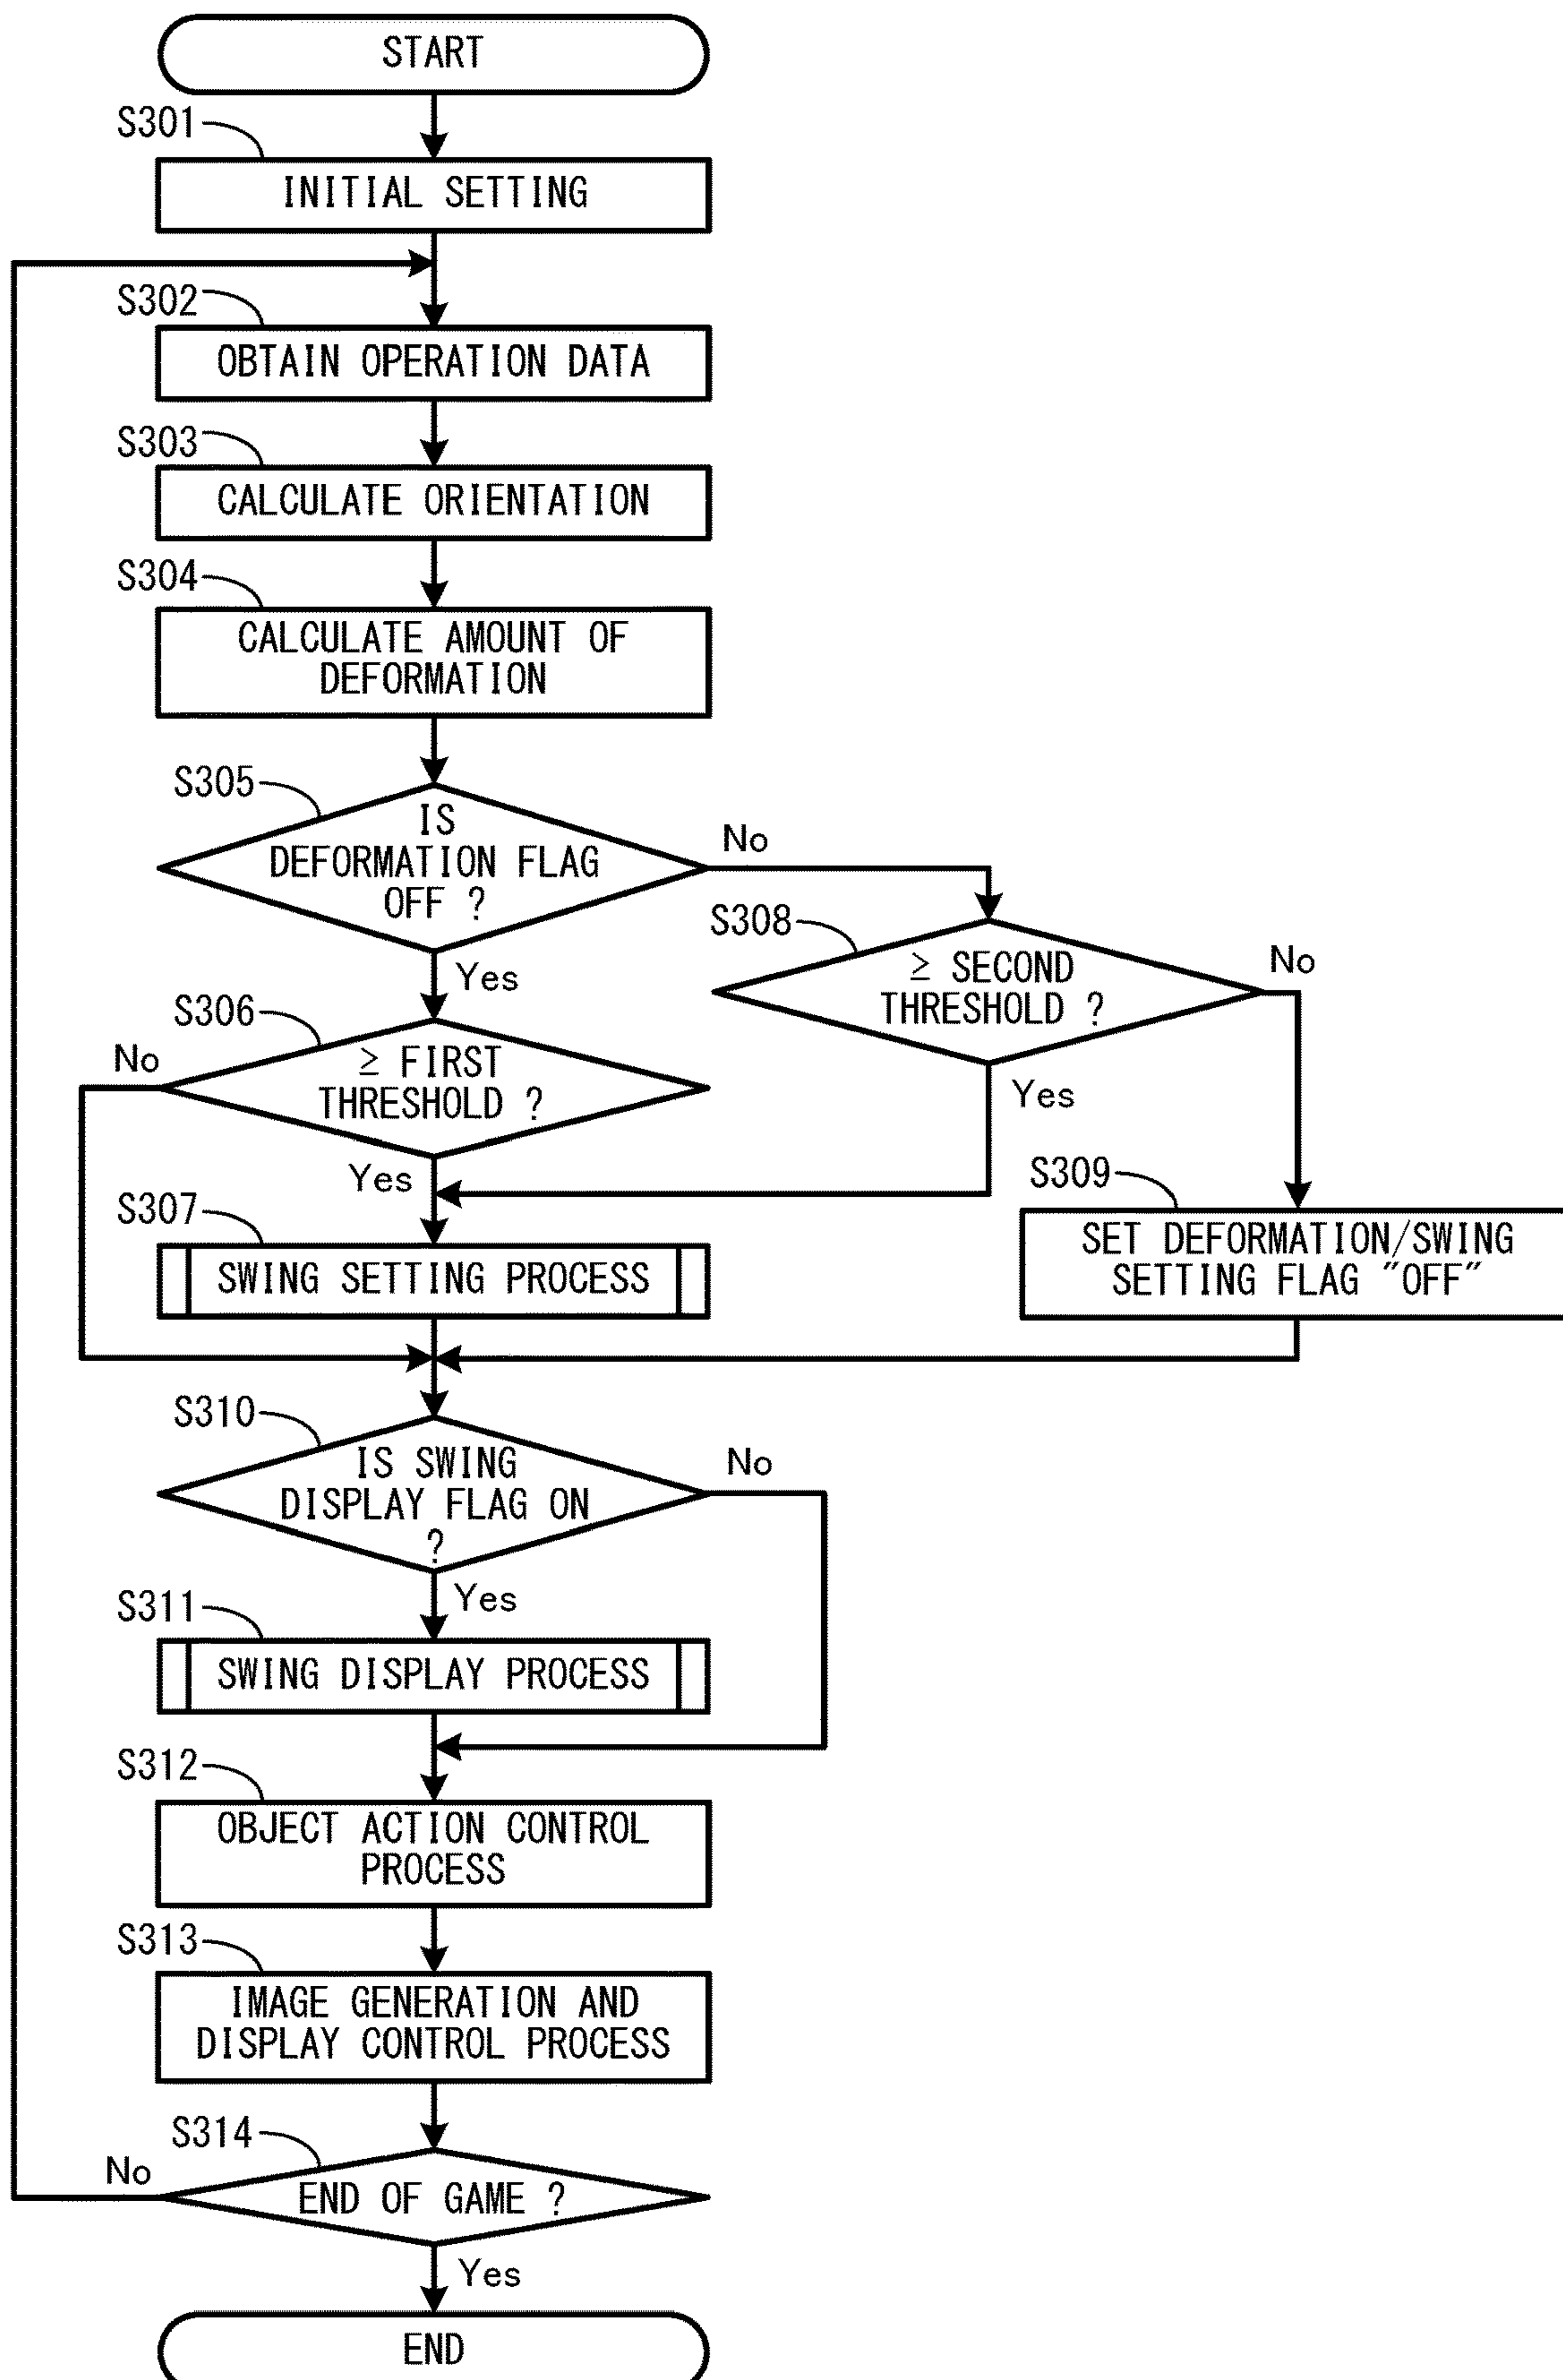 START
S301
INITIAL SETTING
S302
OBTAIN OPERATION DATA
S303
CALCULATE ORIENTATION
S304
CALCULATE AMOUNT OF
DEFORMATION
S305
IS
DEFORMATION FLAG
OFF ?
No
Yes
S308
≥ SECOND
THRESHOLD ?
No
Yes
S306
≥ FIRST
THRESHOLD ?
No
Yes
S309
SET DEFORMATION/SWING
SETTING FLAG "OFF"
S307
SWING SETTING PROCESS
S310
IS SWING
DISPLAY FLAG ON
?
No
Yes
S311
SWING DISPLAY PROCESS
S312
OBJECT ACTION CONTROL
PROCESS
S313
IMAGE GENERATION AND
DISPLAY CONTROL PROCESS
S314
END OF GAME ?
No
Yes
END